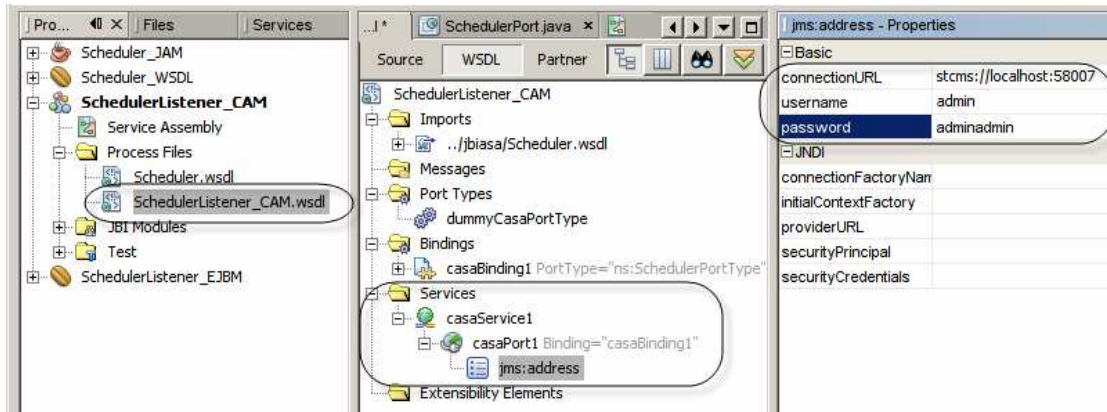 Pro...
Files
Services
Scheduler_JAM
Scheduler_WSDL
SchedulerListener_CAM
Service Assembly
Process Files
Scheduler.wsdl
SchedulerListener_CAM.wsdl
JBI Modules
Test
SchedulerListener_EJBM
...l *
SchedulerPort.java
Source
WSDL
Partner
SchedulerListener_CAM
Imports
../jbiasa/Scheduler.wsdl
Messages
Port Types
dummyCasaPortType
Bindings
casaBinding1 PortType="ns:SchedulerPortType"
Services
casaService1
casaPort1 Binding="casaBinding1"
jms:address
Extensibility Elements
jms:address - Properties
Basic
connectionURL stcms://localhost:58007
username admin
password adminadmin
JNDI
connectionFactoryNam
initialContextFactory
providerURL
securityPrincipal
securityCredentials